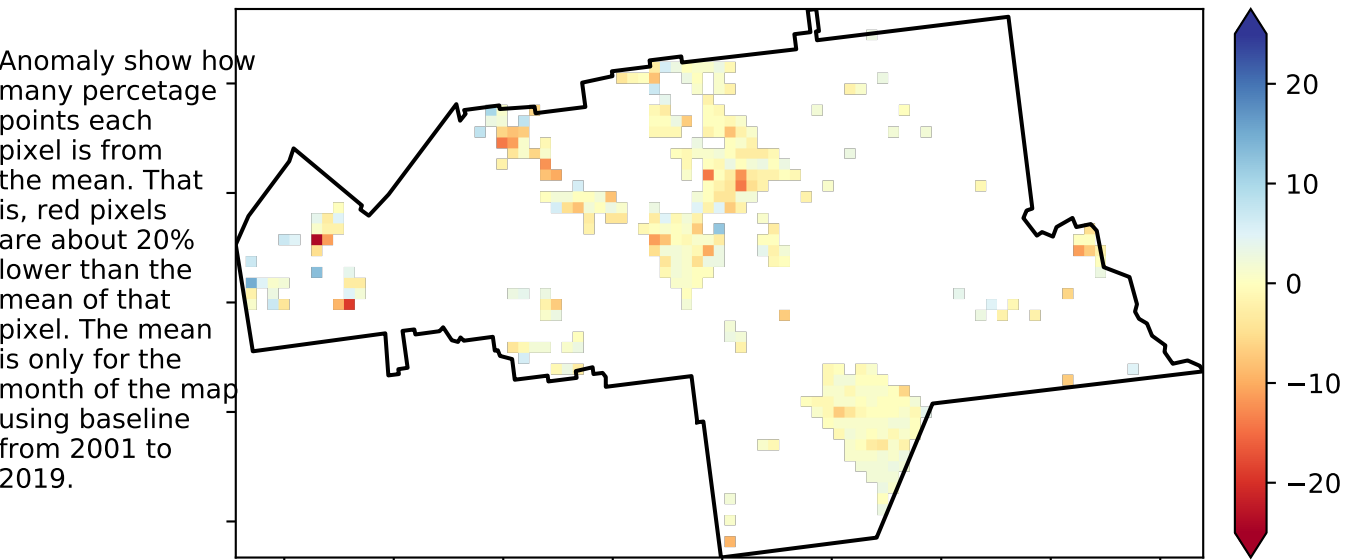 Anomaly show how
many percetage
points each
pixel is from
the mean. That
is, red pixels
are about 20%
lower than the
mean of that
pixel. The mean
is only for the
month of the map
using baseline
from 2001 to
2019.
20
10
0
−10
−20